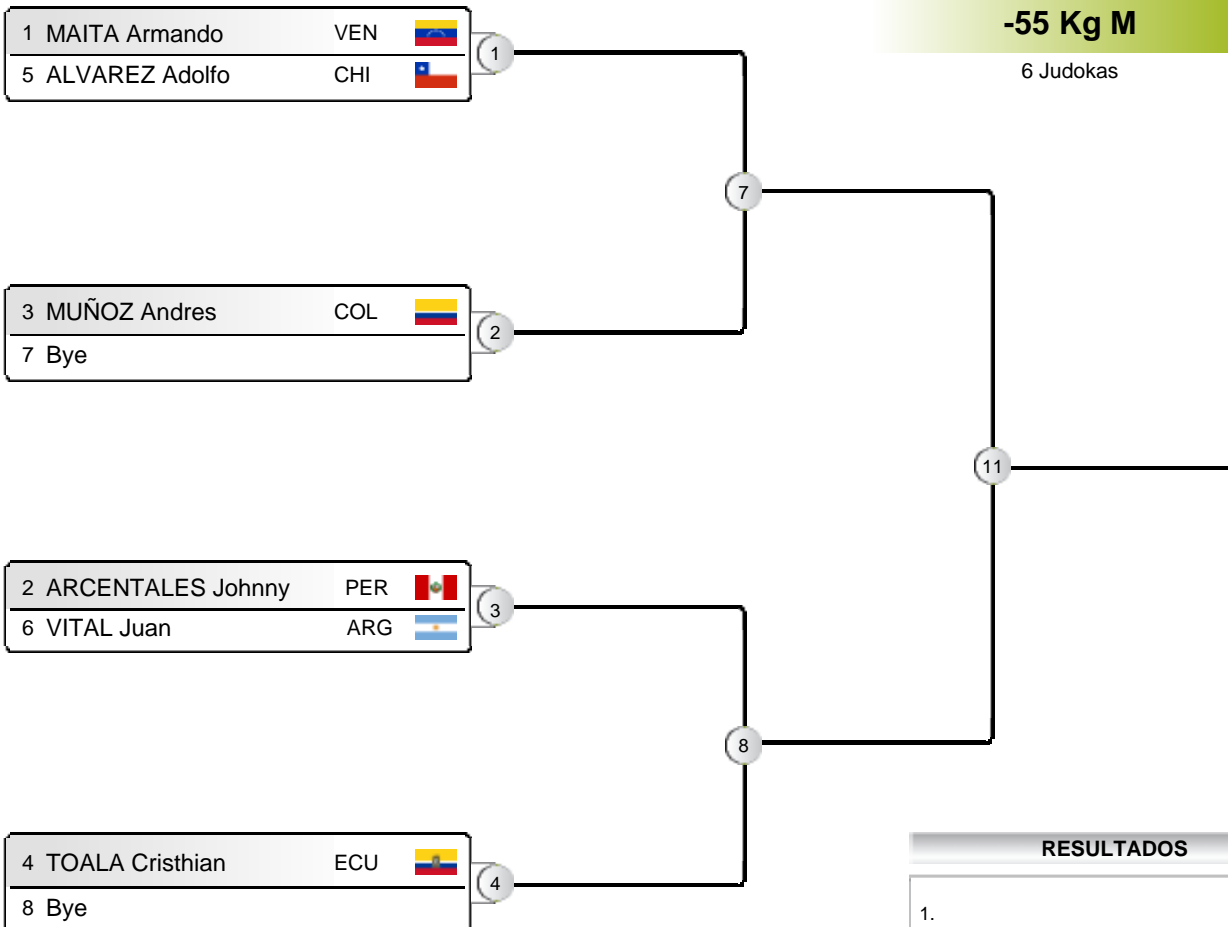 -55 Kg M
6 Judokas
1 MAITA Armando VEN
5 ALVAREZ Adolfo CHI
1
7
3 MUÑOZ Andres COL
7 Bye
2
11
2 ARCENTALES Johnny PER
6 VITAL Juan ARG
3
8
4 TOALA Cristhian ECU
8 Bye
4
RESULTADOS
1.